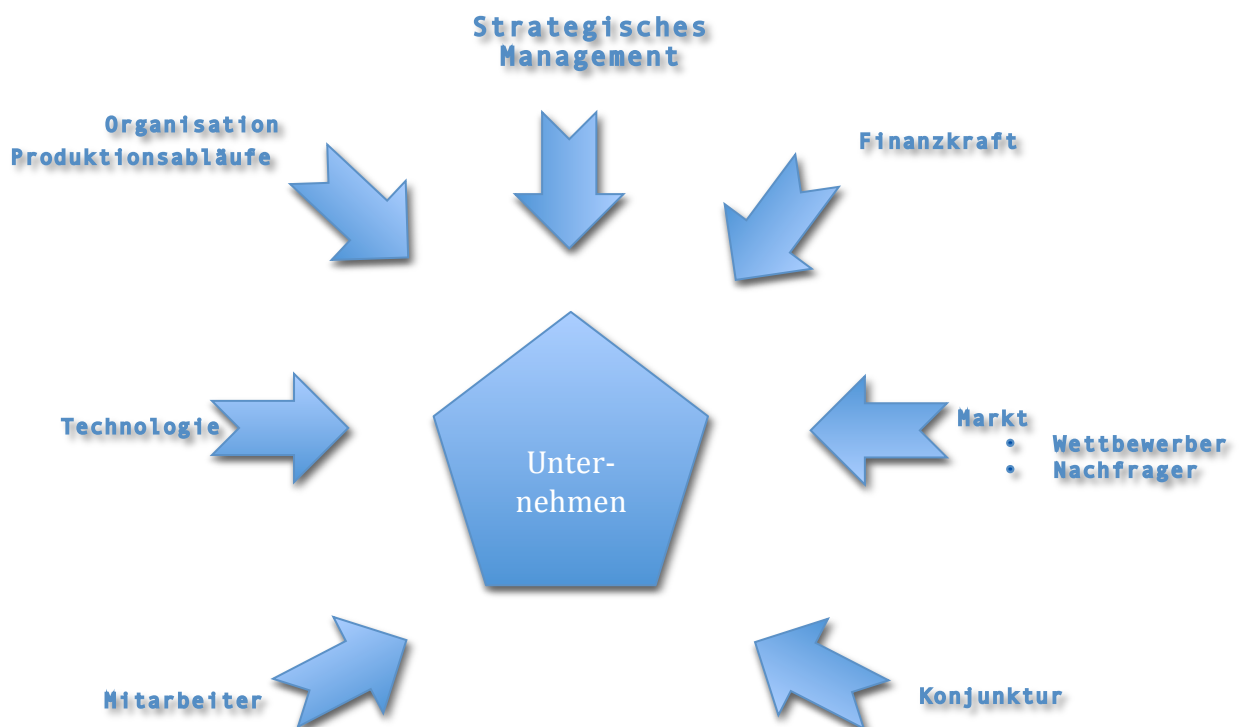 Strategisches
Management
Organisation
Produktionsabläufe
Finanzkraft
Technologie
Unter-
nehmen
Markt
• Wettbewerber
• Nachfrager
Mitarbeiter
Konjunktur